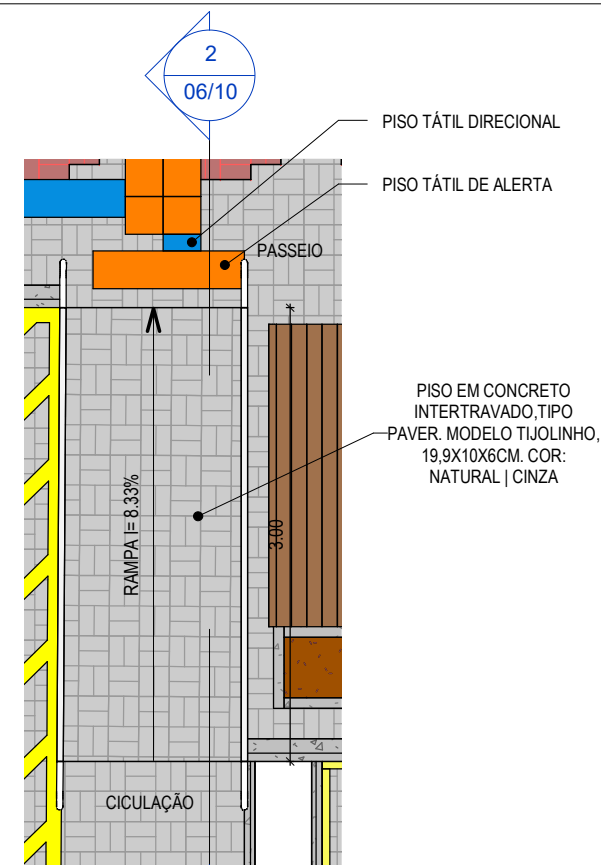 2
06/10
PISO TÁTIL DIRECIONAL
PISO TÁTIL DE ALERTA
PASSEIO
PISO EM CONCRETO
INTERTRAVADO,TIPO
PAVER. MODELO TIJOLINHO,
19,9X10X6CM. COR:
NATURAL | CINZA
RAMPA I= 8.33%
3.00
CICULAÇÃO